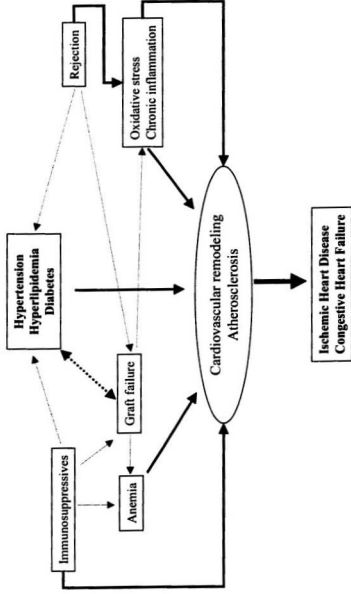 Immunosuppressives
Hypertension
Hyperlipidemia
Diabetes
Rejection
Anemia
Graft failure
Oxidative stress
Chronic inflammation
Cardiovascular remodeling
Atherosclerosis
Ischemic Heart Disease
Congestive Heart Failure